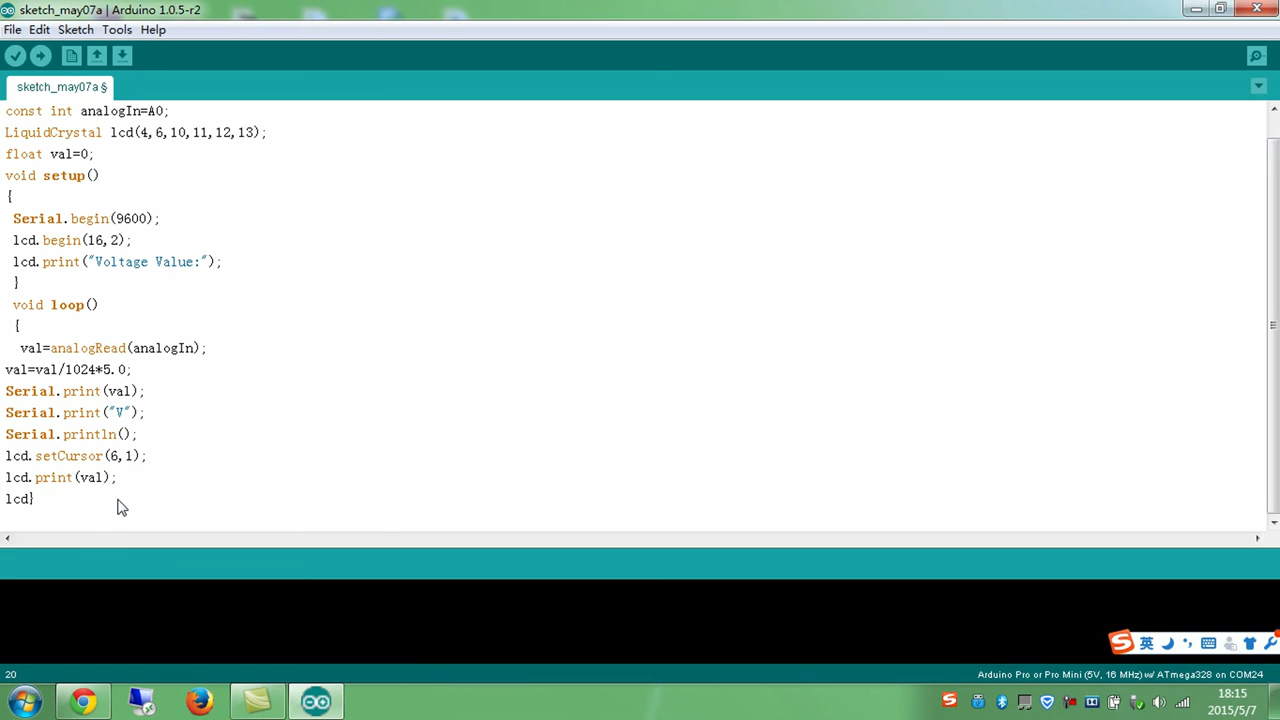 sketch_may07a | Arduino 1.0.5-r2
File Edit Sketch Tools Help
sketch_may07a §
const int analogIn=A0;
LiquidCrystal lcd(4,6,10,11,12,13);
float val=0;
void setup()
{
Serial.begin(9600);
lcd.begin(16,2);
lcd.print("Voltage Value:");
}
void loop()
{
val=analogRead(analogIn);
val=val/1024*5.0;
Serial.print(val);
Serial.print("V");
Serial.println();
lcd.setCursor(6,1);
lcd.print(val);
lcd}
英
20
Arduino Pro or Pro Mini (5V, 16 MHz) w/ ATmega328 on COM24
18:15
2015/5/7